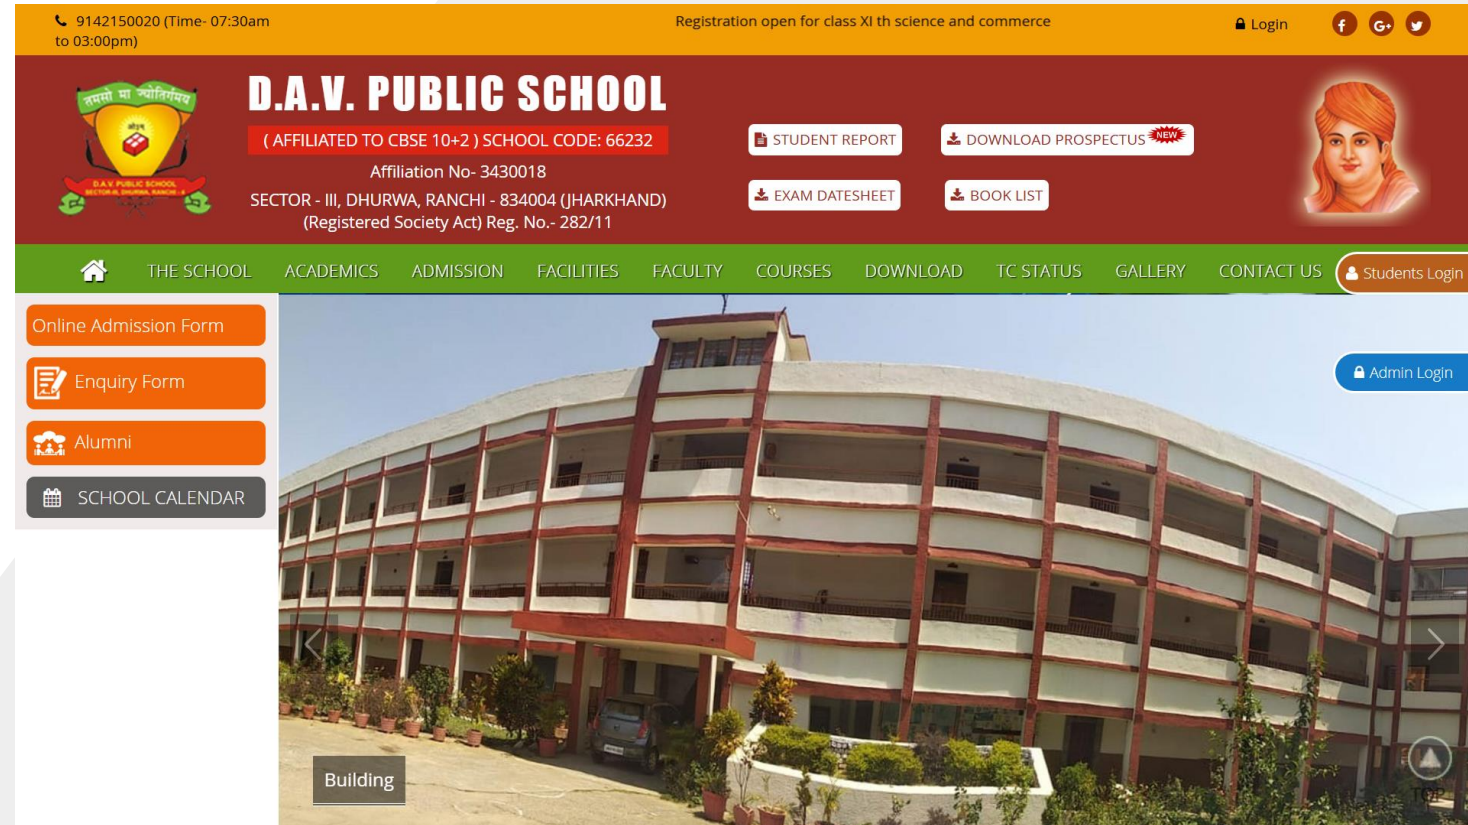 9142150020 (Time- 07:30am
to 03:00pm)
Registration open for class XI th science and commerce
Login
तमसो मा ज्योतिर्गमय
ओ३म्
D.A.V. PUBLIC SCHOOL
D.A.V. PUBLIC SCHOOL
( AFFILIATED TO CBSE 10+2 ) SCHOOL CODE: 66232
Affiliation No- 3430018
SECTOR - III, DHURWA, RANCHI - 834004 (JHARKHAND)
(Registered Society Act) Reg. No.- 282/11
STUDENT REPORT
DOWNLOAD PROSPECTUS NEW
EXAM DATESHEET
BOOK LIST
THE SCHOOL ACADEMICS ADMISSION FACILITIES FACULTY COURSES DOWNLOAD TC STATUS GALLERY CONTACT US
Students Login
Online Admission Form
Enquiry Form
Alumni
SCHOOL CALENDAR
Admin Login
Building
TOP